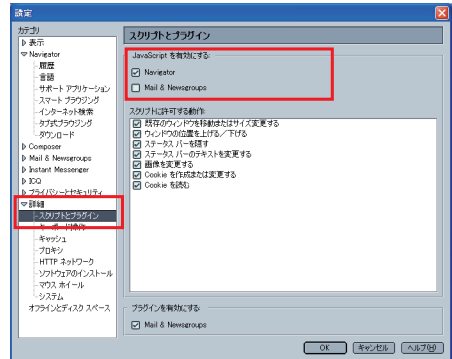 設定
カテゴリ
表示
Navigator
履歴
言語
サポート アプリケーション
スマート ブラウジング
インターネット検索
タブ式ブラウジング
ダウンロード
Composer
Mail & Newsgroups
Instant Messenger
ICQ
プライバシーとセキュリティ
詳細
スクリプトとプラグイン
キーボード操作
キャッシュ
プロキシ
HTTP ネットワーク
ソフトウェアのインストール
マウス ホイール
システム
オフラインとディスク スペース
スクリプトとプラグイン
JavaScript を有効にする:
Navigator
Mail & Newsgroups
スクリプトに許可する動作:
既存のウィンドウを移動またはサイズ変更する
ウィンドウの位置を上げる/下げる
ステータス バーを隠す
ステータス バーのテキストを変更する
画像を変更する
Cookie を作成または変更する
Cookie を読む
プラグインを有効にする:
Mail & Newsgroups
OK
キャンセル
ヘルプ(H)